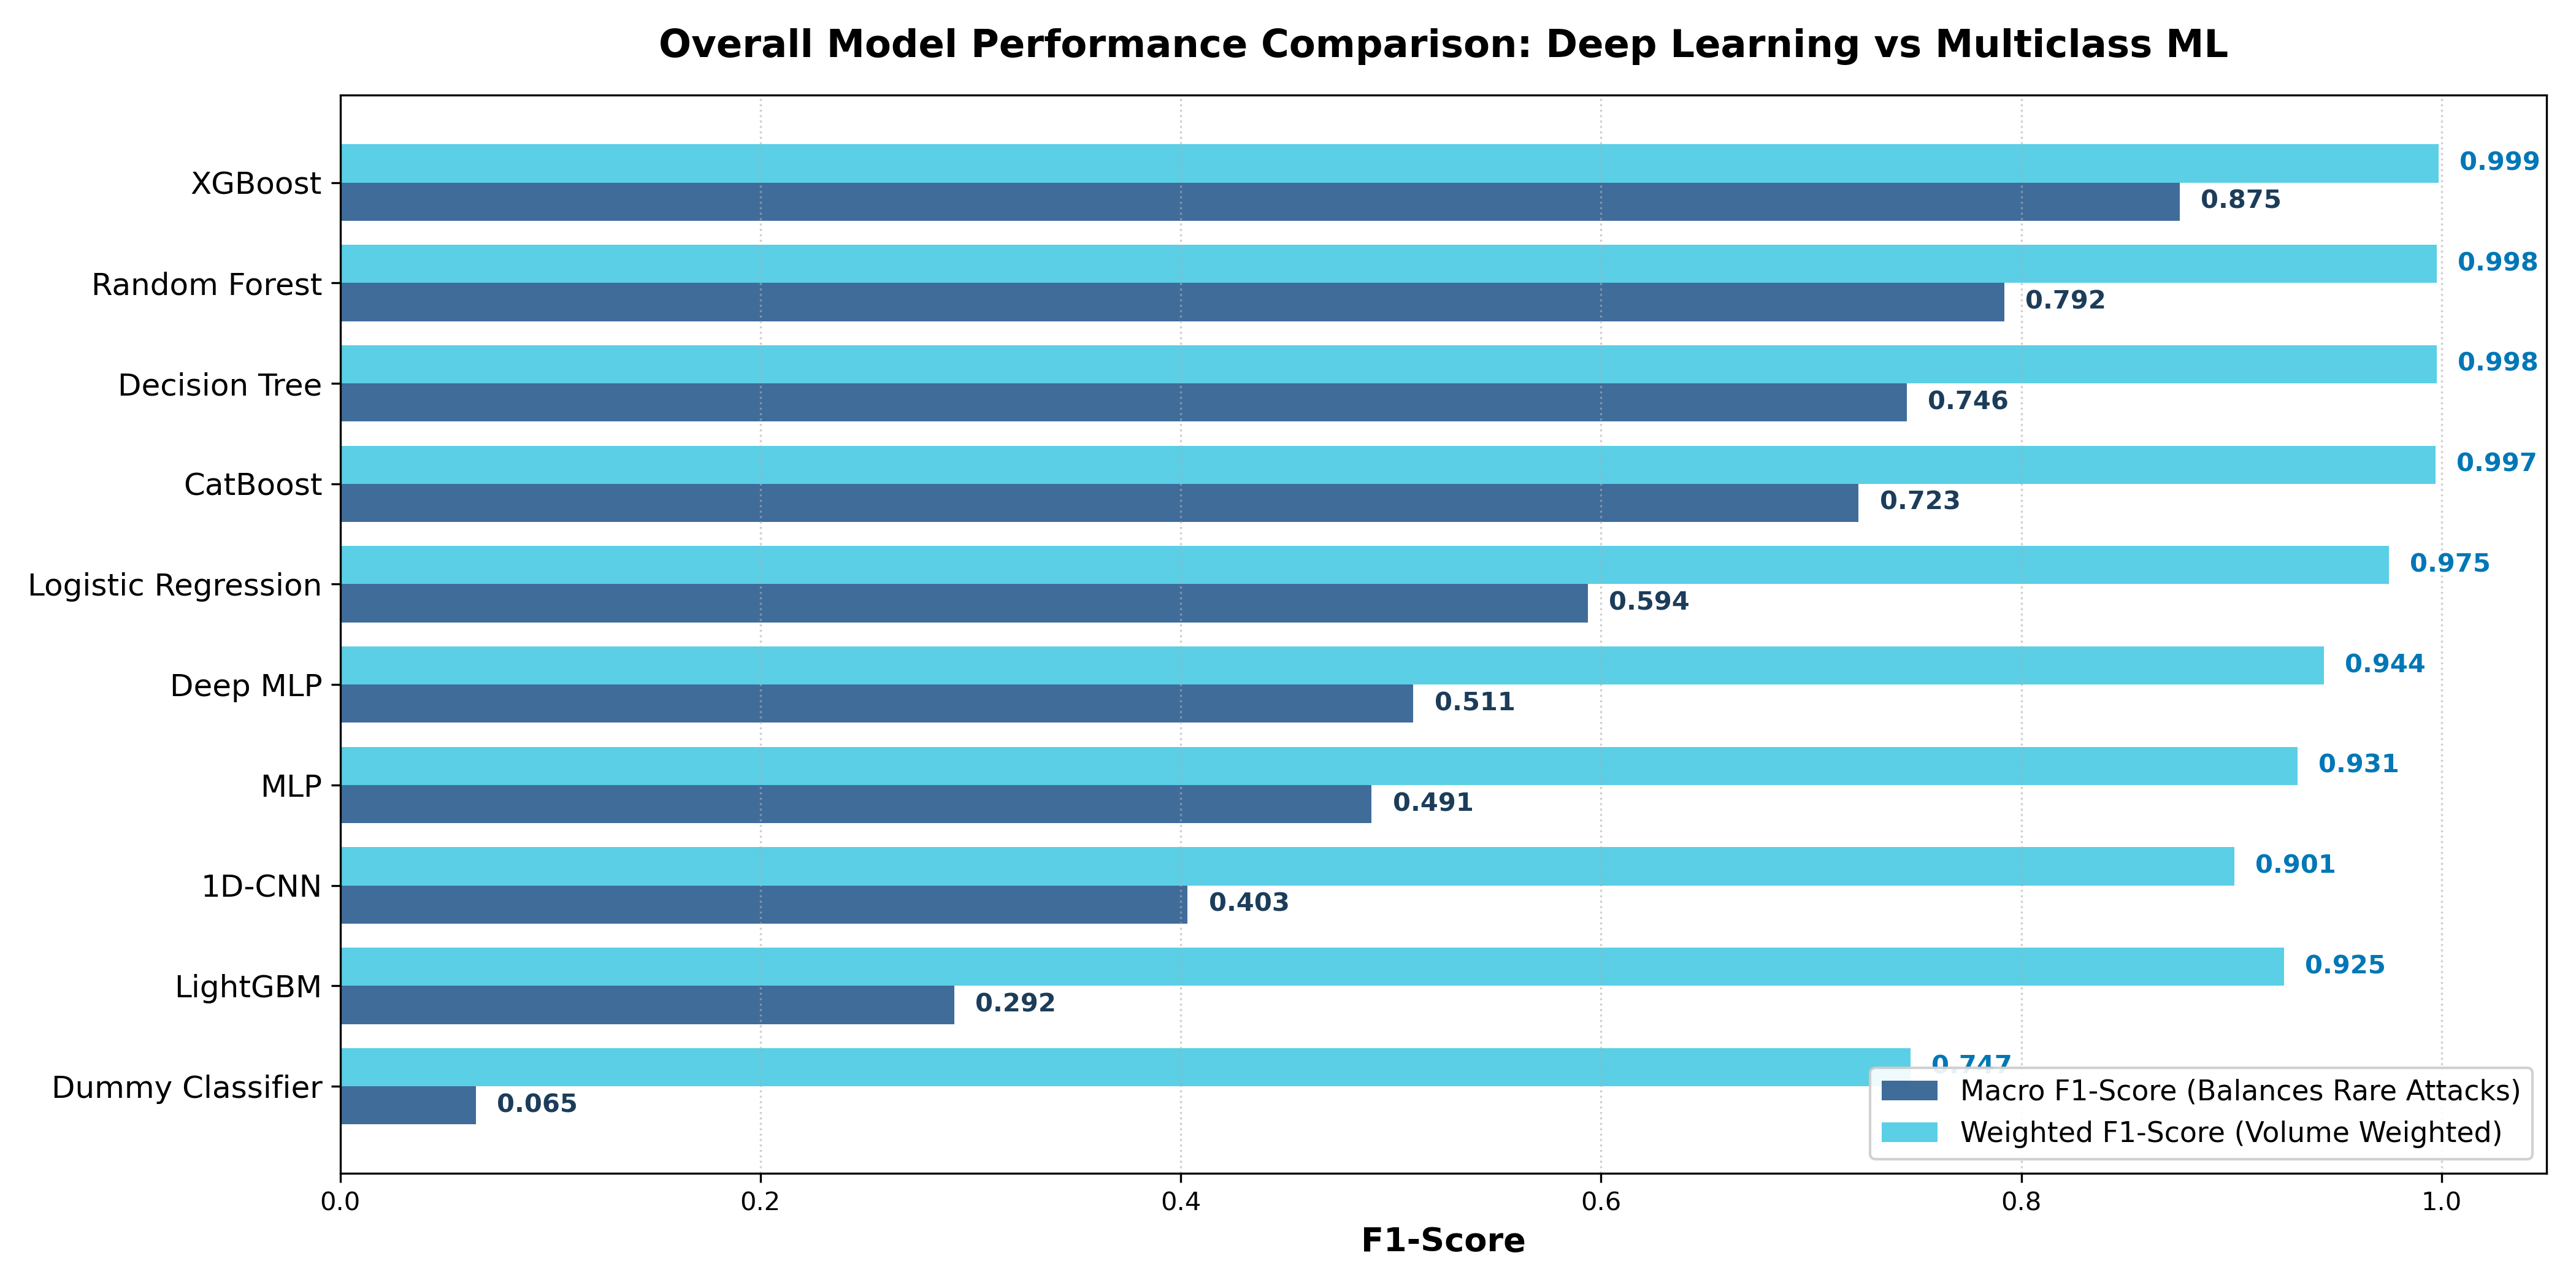 Overall Model Performance Comparison: Deep Learning vs Multiclass ML
XGBoost
0.999
0.875
Random Forest
0.998
0.792
Decision Tree
0.998
0.746
CatBoost
0.997
0.723
Logistic Regression
0.975
0.594
Deep MLP
0.944
0.511
MLP
0.931
0.491
1D-CNN
0.901
0.403
LightGBM
0.925
0.292
Dummy Classifier
0.747
0.065
Macro F1-Score (Balances Rare Attacks)
Weighted F1-Score (Volume Weighted)
0.0 0.2 0.4 0.6 0.8 1.0
F1-Score